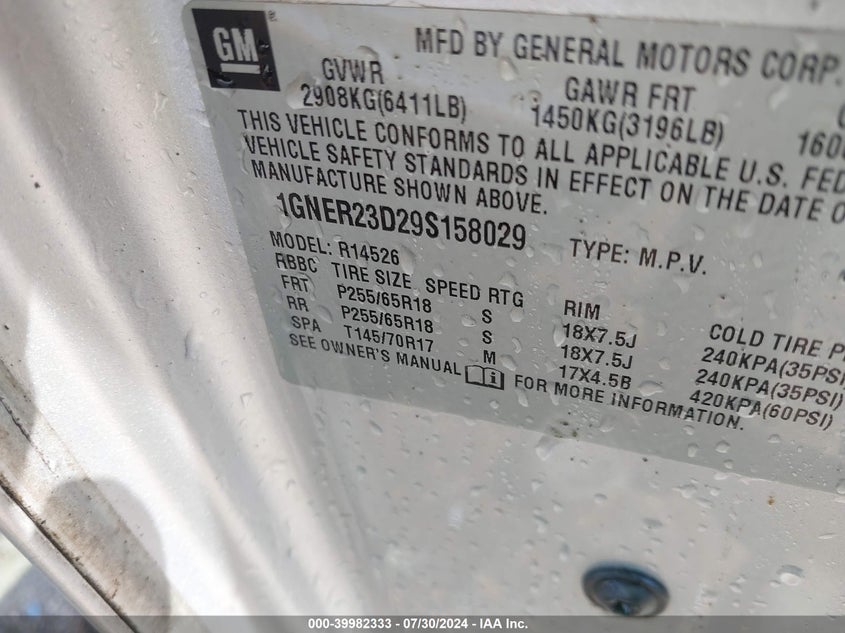 GM
MFD BY GENERAL MOTORS CORP.
GVWR GAWR FRT
2908KG(6411LB) 1450KG(3196LB)
THIS VEHICLE CONFORMS TO ALL APPLICABLE U.S. FED
VEHICLE SAFETY STANDARDS IN EFFECT ON THE DATE O
MANUFACTURE SHOWN ABOVE.
1GNER23D29S158029 TYPE: M.P.V.
MODEL: R14526
RBBC TIRE SIZE SPEED RTG RIM COLD TIRE P
FRT P255/65R18 S 18X7.5J 240KPA(35PSI
RR P255/65R18 S 18X7.5J 240KPA(35PSI)
SPA T145/70R17 M 17X4.5B 420KPA(60PSI)
SEE OWNER'S MANUAL FOR MORE INFORMATION.
000-39982333 - 07/30/2024 - IAA Inc.